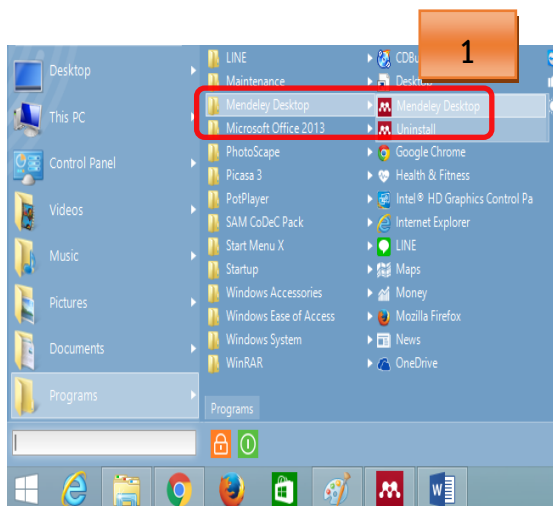 1
Desktop
This PC
Control Panel
Videos
Music
Pictures
Documents
Programs
LINE
Maintenance
Mendeley Desktop
Microsoft Office 2013
PhotoScape
Picasa 3
PotPlayer
SAM CoDeC Pack
Start Menu X
Startup
Windows Accessories
Windows Ease of Access
Windows System
WinRAR
Programs
Desktop
Mendeley Desktop
Uninstall
Google Chrome
Health & Fitness
Intel® HD Graphics Control Pa
Internet Explorer
LINE
Maps
Money
Mozilla Firefox
News
OneDrive